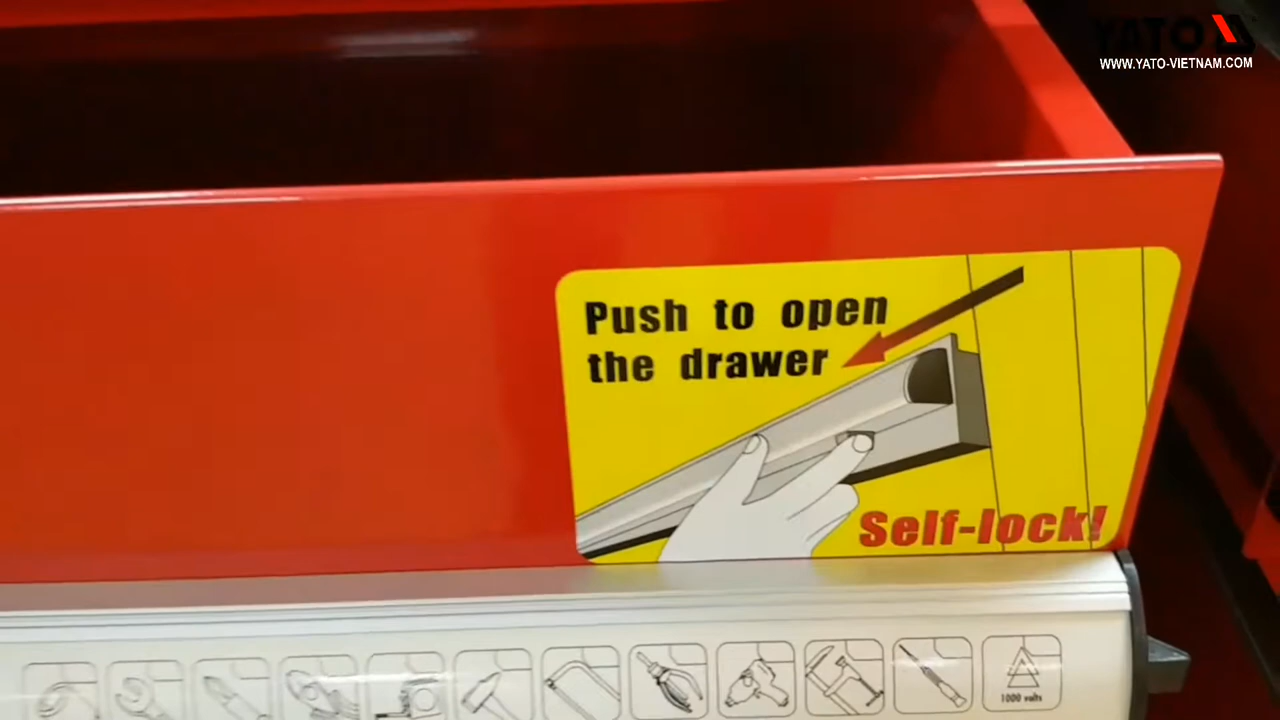 YATO
WWW.YATO-VIETNAM.COM
Push to open
the drawer
Self-lock!
1000 volts